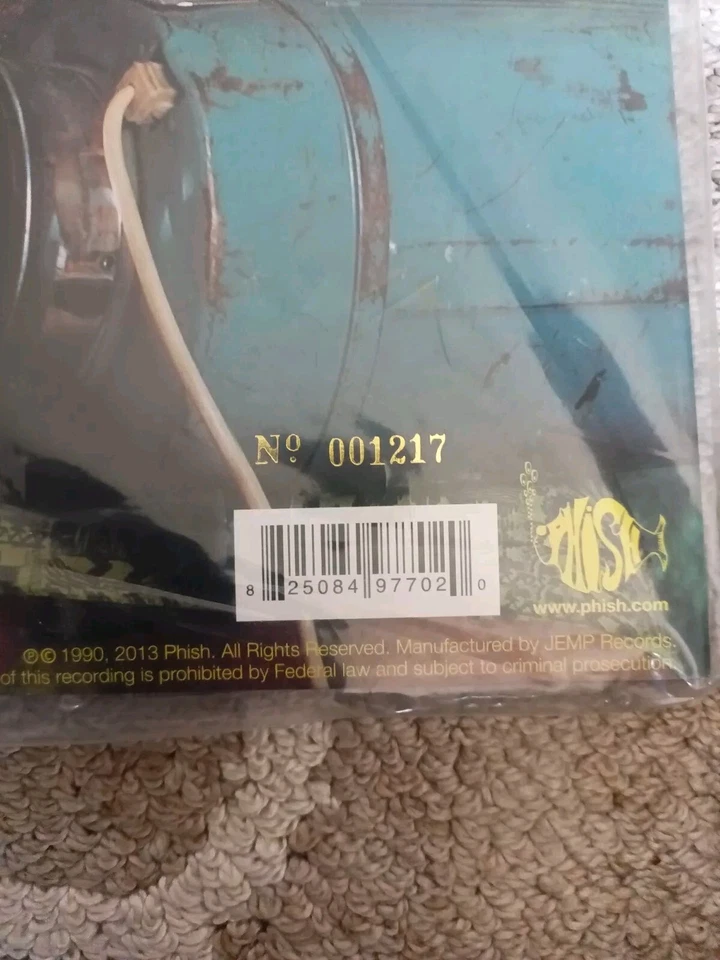 Nº 001217
8 25084 97702 0
PHiSH
www.phish.com
℗© 1990, 2013 Phish. All Rights Reserved. Manufactured by JEMP Records.
of this recording is prohibited by Federal law and subject to criminal prosecution.